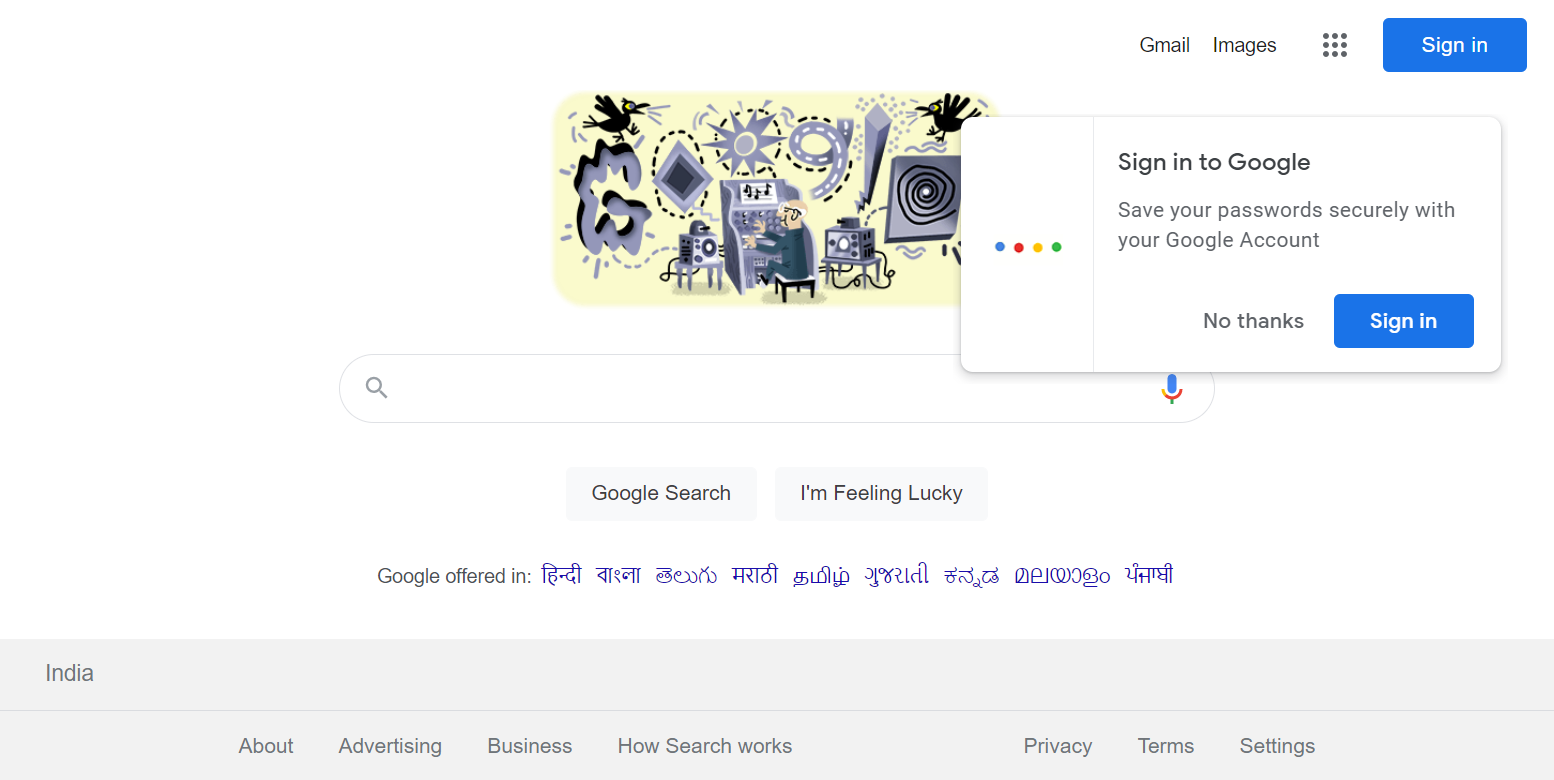 Gmail Images Sign in
Sign in to Google
Save your passwords securely with
your Google Account
No thanks Sign in
Google Search I'm Feeling Lucky
Google offered in: हिन्दी বাংলা తెలుగు मराठी தமிழ் ગુજરાતી ಕನ್ನಡ മലയാളം ਪੰਜਾਬੀ
India
About Advertising Business How Search works Privacy Terms Settings